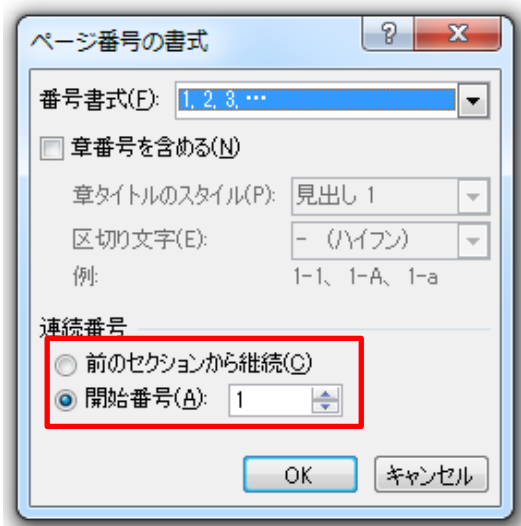 ページ番号の書式
番号書式(F): 1, 2, 3, …
章番号を含める(N)
章タイトルのスタイル(P): 見出し 1
区切り文字(E): - (ハイフン)
例: 1-1、1-A、1-a
連続番号
前のセクションから継続(C)
開始番号(A): 1
OK キャンセル